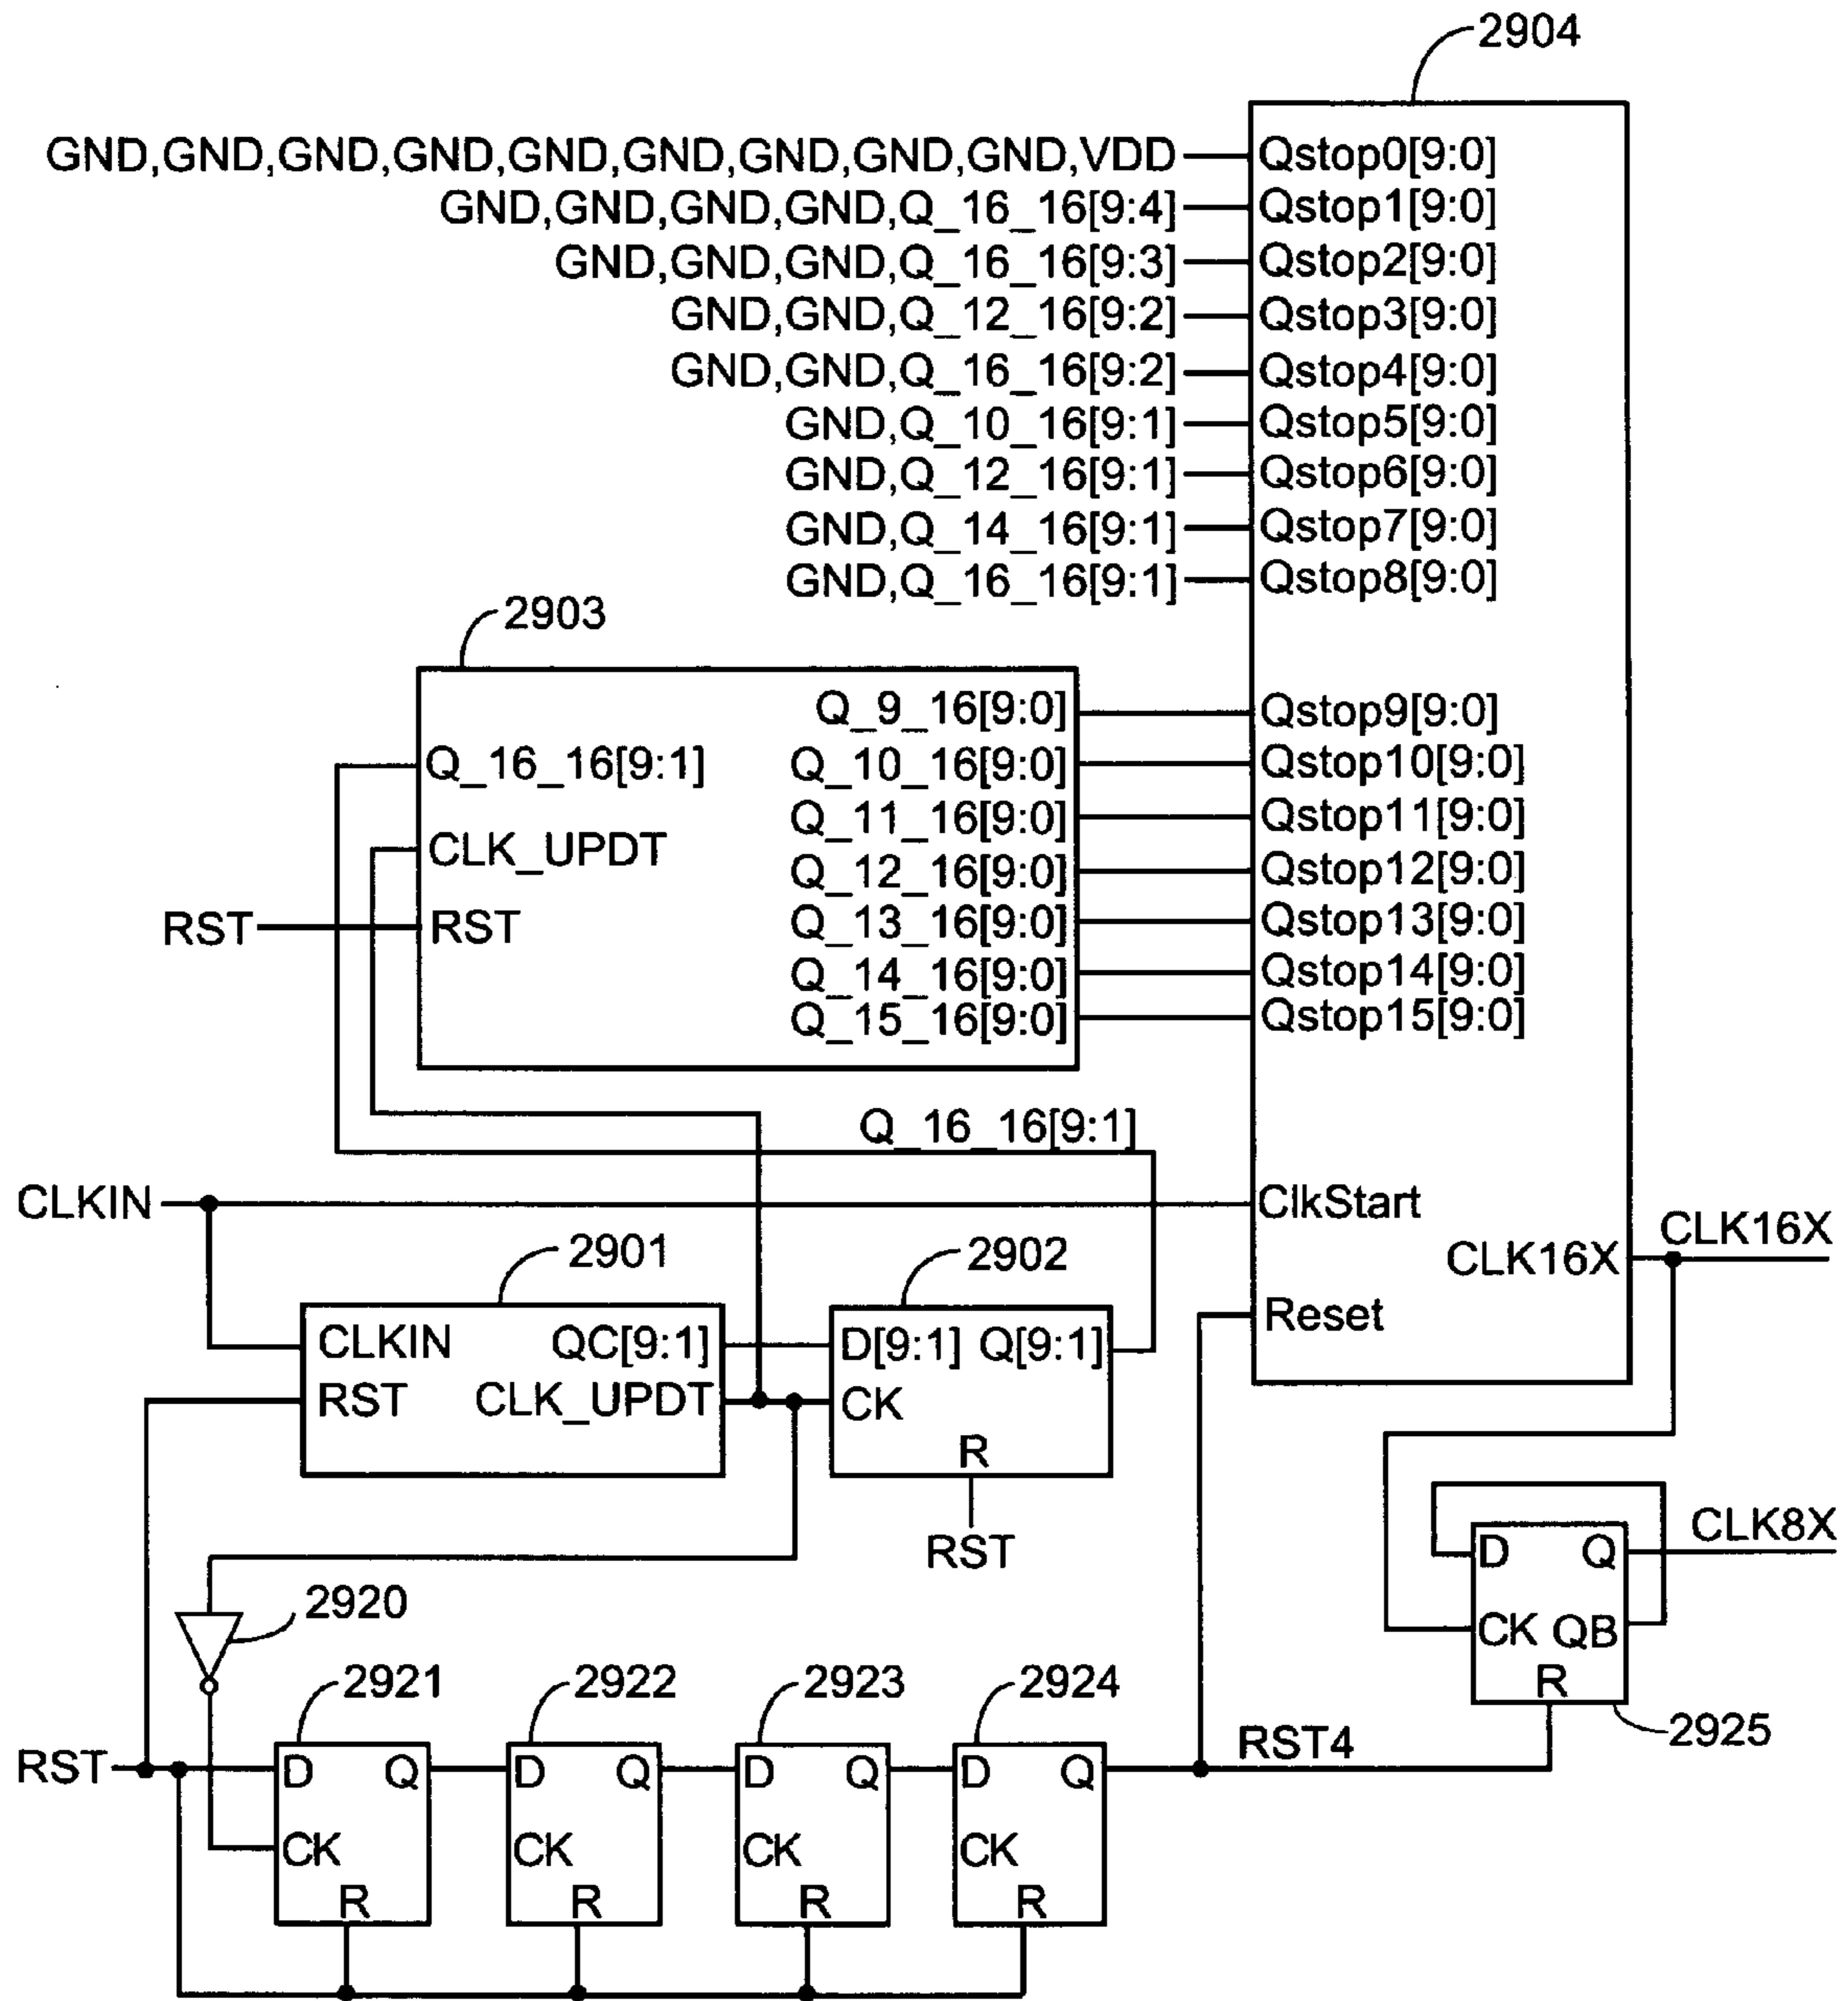 2904
GND,GND,GND,GND,GND,GND,GND,GND,GND,VDD
Qstop0[9:0]
GND,GND,GND,GND,Q_16_16[9:4]
Qstop1[9:0]
GND,GND,GND,Q_16_16[9:3]
Qstop2[9:0]
GND,GND,Q_12_16[9:2]
Qstop3[9:0]
GND,GND,Q_16_16[9:2]
Qstop4[9:0]
GND,Q_10_16[9:1]
Qstop5[9:0]
GND,Q_12_16[9:1]
Qstop6[9:0]
GND,Q_14_16[9:1]
Qstop7[9:0]
GND,Q_16_16[9:1]
Qstop8[9:0]
2903
Q_9_16[9:0]
Qstop9[9:0]
Q_16_16[9:1]
Q_10_16[9:0]
Qstop10[9:0]
Q_11_16[9:0]
Qstop11[9:0]
CLK_UPDT
Q_12_16[9:0]
Qstop12[9:0]
RST
RST
Q_13_16[9:0]
Qstop13[9:0]
Q_14_16[9:0]
Qstop14[9:0]
Q_15_16[9:0]
Qstop15[9:0]
Q_16_16[9:1]
CLKIN
ClkStart
CLK16X
CLK16X
2901
2902
Reset
CLKIN
QC[9:1]
D[9:1]
Q[9:1]
RST
CLK_UPDT
CK
R
RST
D
Q
CLK8X
CK
QB
R
2925
2920
2921
2922
2923
2924
RST
D
Q
D
Q
D
Q
D
Q
RST4
CK
CK
CK
CK
R
R
R
R